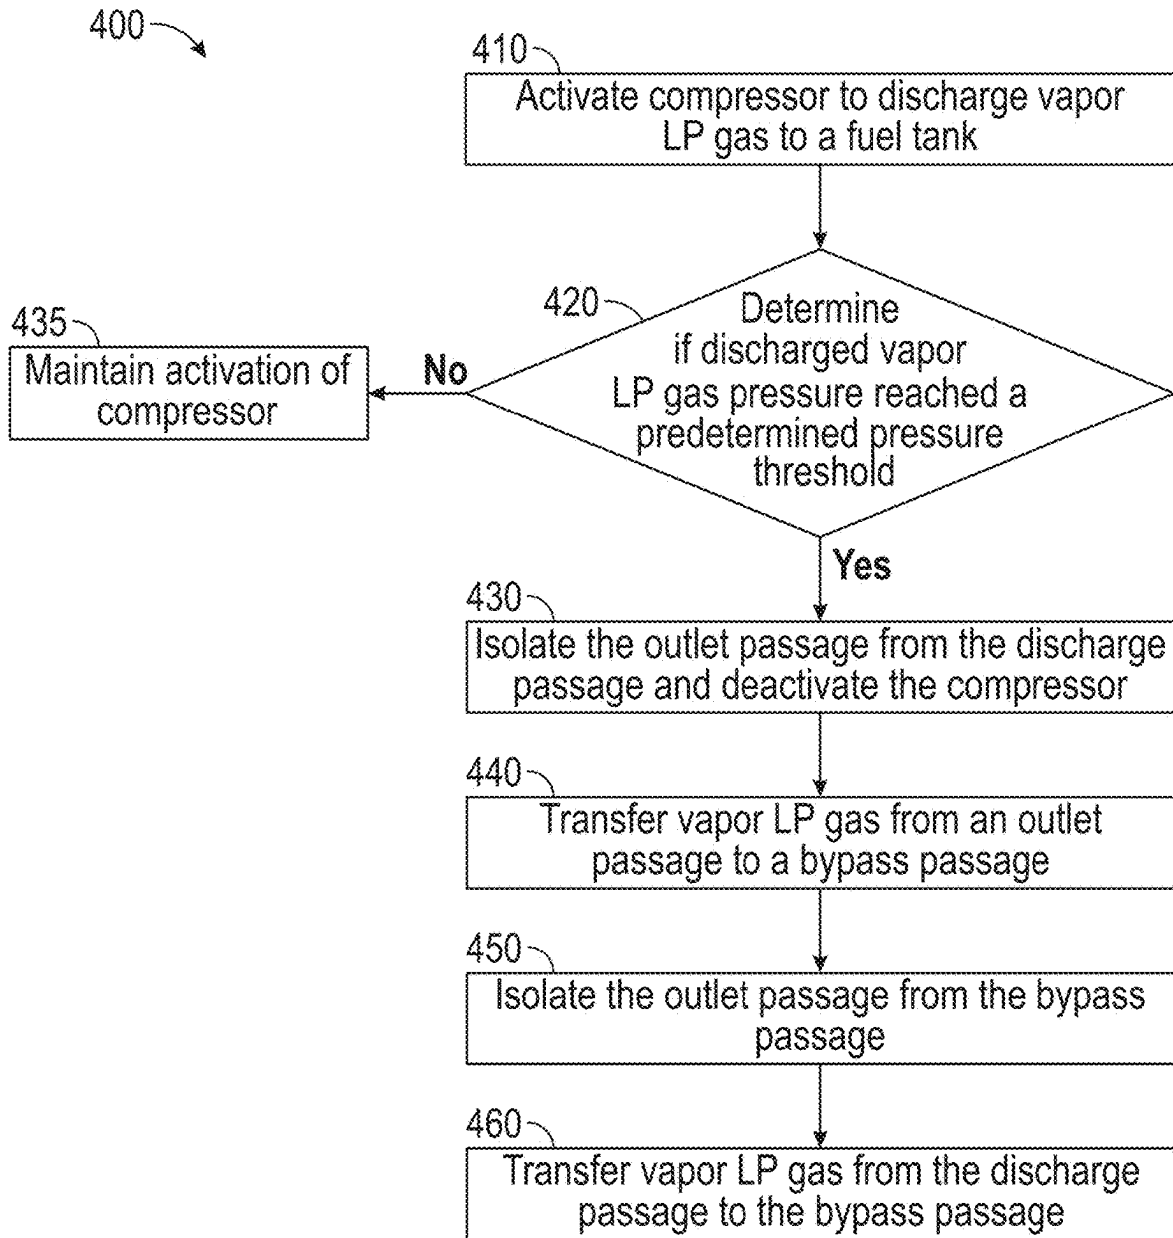 400
410
Activate compressor to discharge vapor
LP gas to a fuel tank
420
Determine
if discharged vapor
LP gas pressure reached a
predetermined pressure
threshold
435
Maintain activation of
compressor
No
Yes
430
Isolate the outlet passage from the discharge
passage and deactivate the compressor
440
Transfer vapor LP gas from an outlet
passage to a bypass passage
450
Isolate the outlet passage from the bypass
passage
460
Transfer vapor LP gas from the discharge
passage to the bypass passage